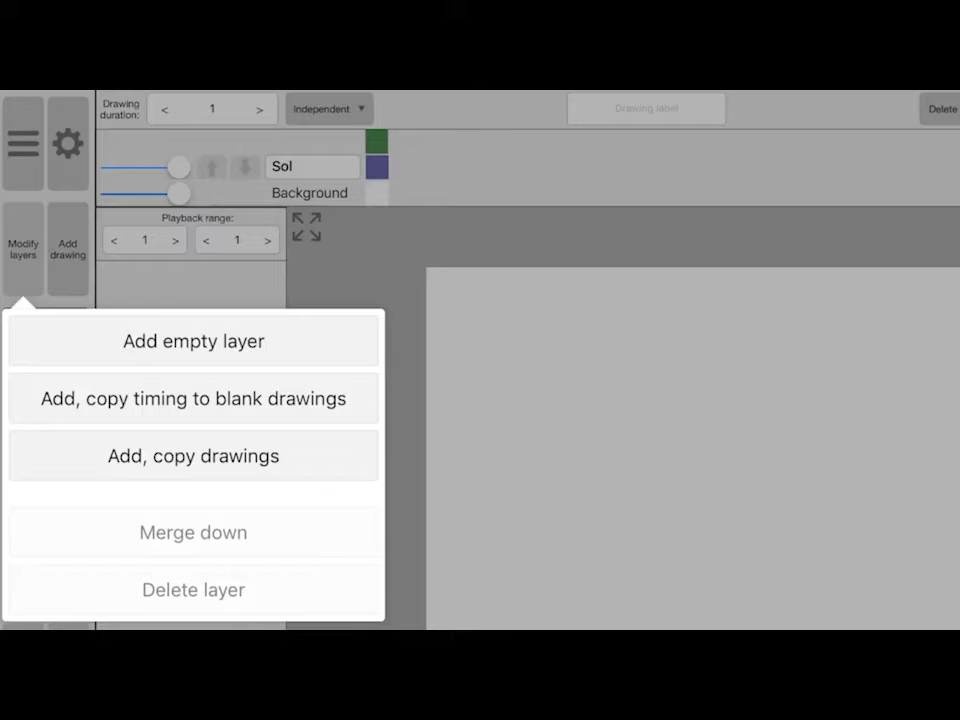 Drawing
duration:
< 1 >
Independent ▼
Drawing label
Delete
Sol
Background
Modify
layers
Add
drawing
Playback range:
< 1 >
< 1 >
Add empty layer
Add, copy timing to blank drawings
Add, copy drawings
Merge down
Delete layer